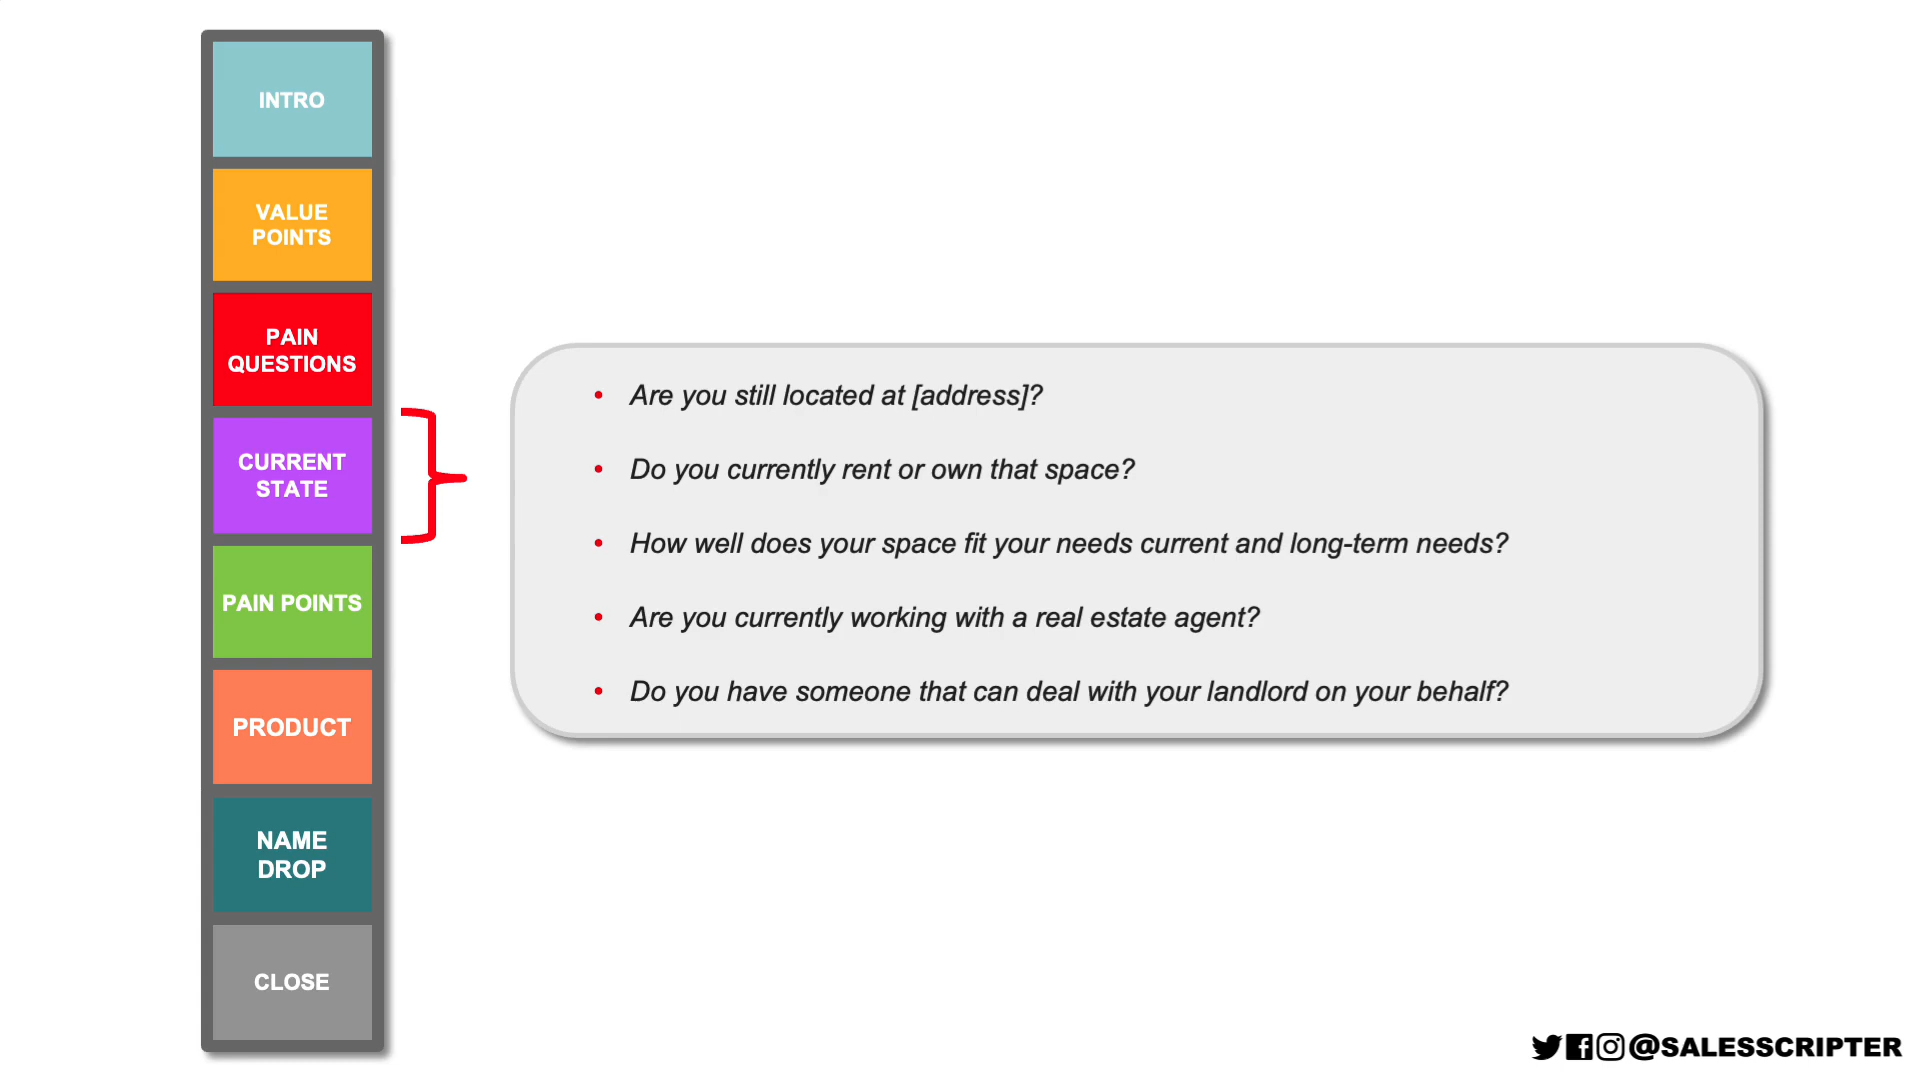 INTRO
VALUE
POINTS
PAIN
QUESTIONS
CURRENT
STATE
PAIN POINTS
PRODUCT
NAME
DROP
CLOSE
• Are you still located at [address]?
• Do you currently rent or own that space?
• How well does your space fit your needs current and long-term needs?
• Are you currently working with a real estate agent?
• Do you have someone that can deal with your landlord on your behalf?
@SALESSCRIPTER